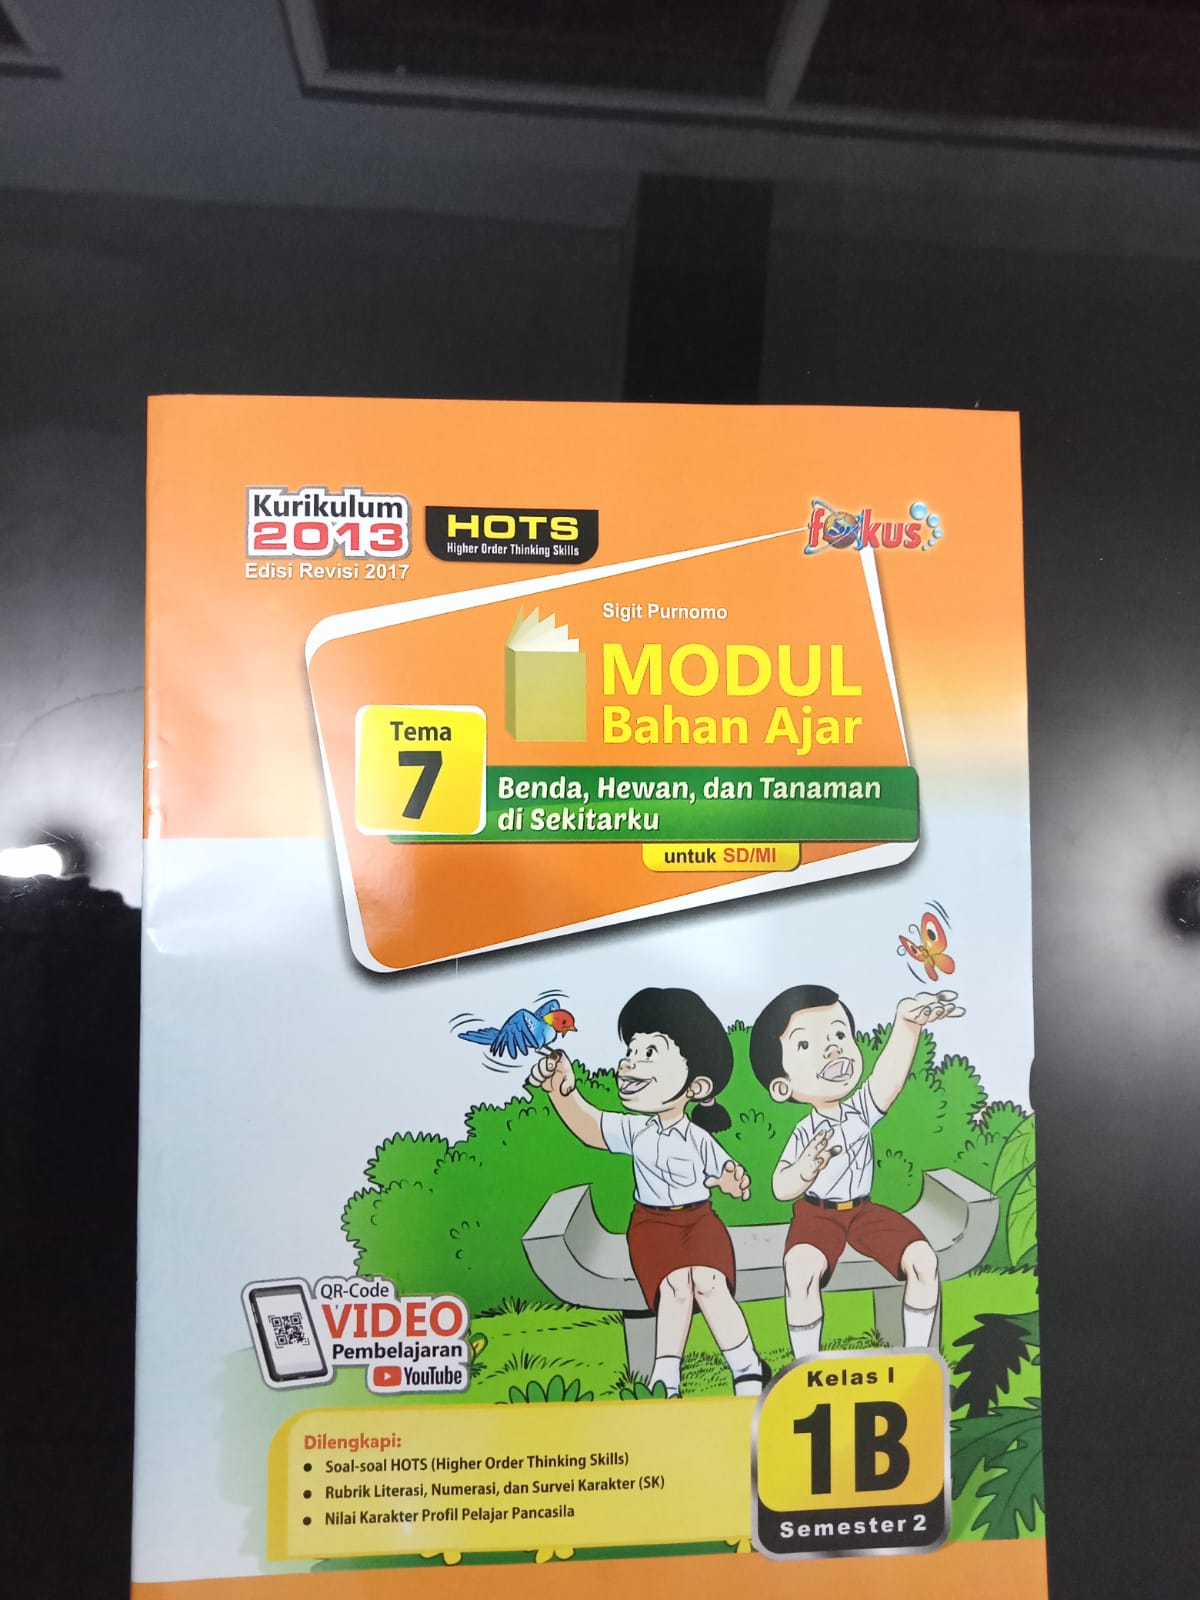 Kurikulum
2013
Edisi Revisi 2017
HOTS
Higher Order Thinking Skills
fokus
Sigit Purnomo
MODUL
Bahan Ajar
Tema
7
Benda, Hewan, dan Tanaman
di Sekitarku
untuk SD/MI
QR-Code
VIDEO
Pembelajaran
YouTube
Dilengkapi:
• Soal-soal HOTS (Higher Order Thinking Skills)
• Rubrik Literasi, Numerasi, dan Survei Karakter (SK)
• Nilai Karakter Profil Pelajar Pancasila
Kelas I
1B
Semester 2